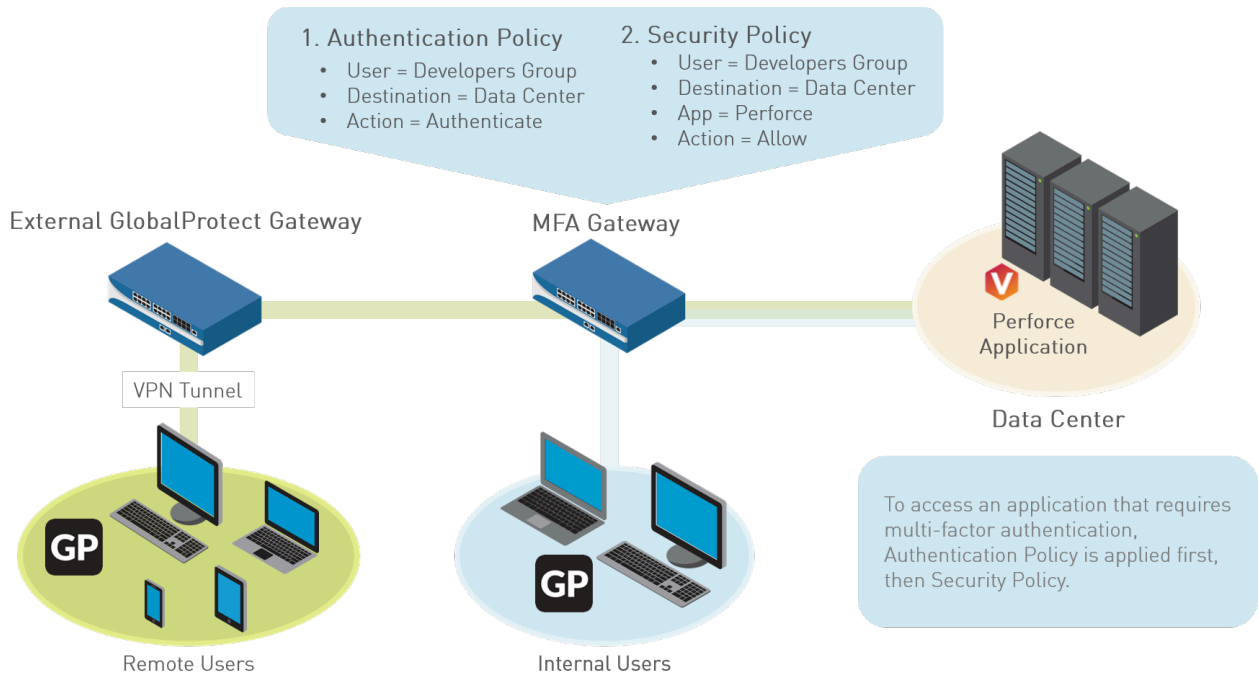 1. Authentication Policy
• User = Developers Group
• Destination = Data Center
• Action = Authenticate
2. Security Policy
• User = Developers Group
• Destination = Data Center
• App = Perforce
• Action = Allow
External GlobalProtect Gateway
MFA Gateway
V
Perforce
Application
VPN Tunnel
Data Center
To access an application that requires
multi-factor authentication,
Authentication Policy is applied first,
then Security Policy.
GP
GP
Remote Users
Internal Users